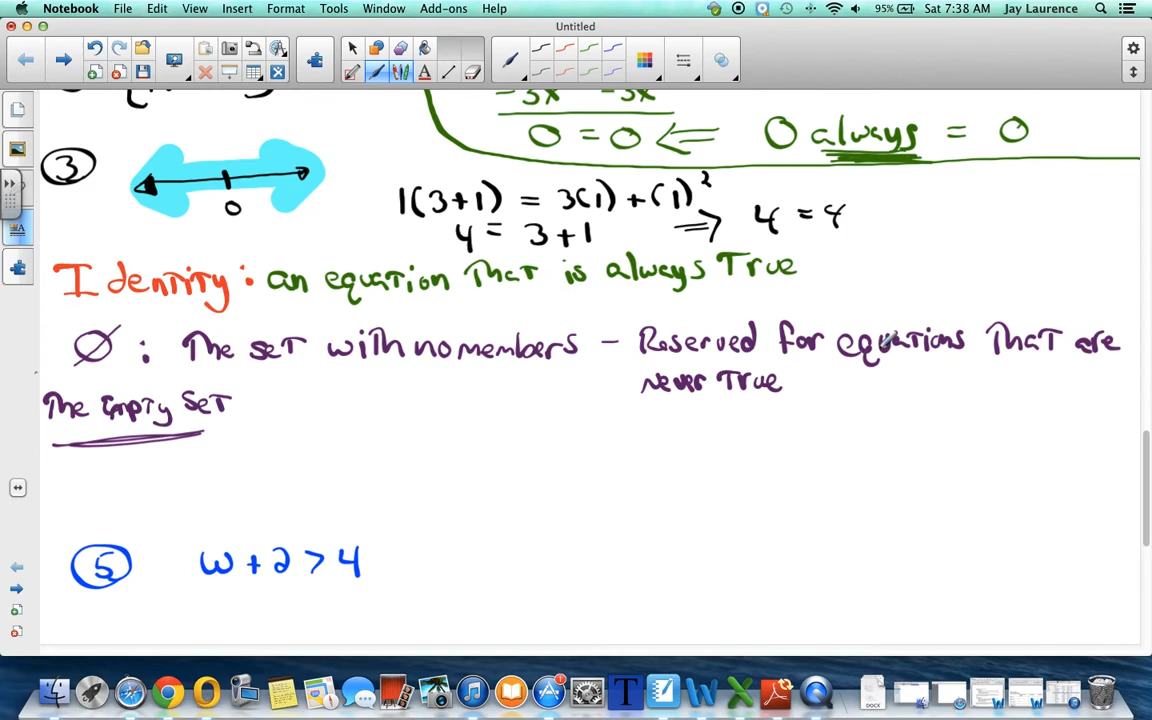 Notebook File Edit View Insert Format Tools Window Add-ons Help 95% Sat 7:38 AM Jay Laurence
Untitled
-3x -3x
0 = 0 ⇐ 0 always = 0
3
0
1(3+1) = 3(1) + (1)²
4 = 3+1 ⇒ 4 = 4
Identity: an equation that is always True
∅: The set with no members - Reserved for equations that are
never True
The Empty Set
5 w + 2 > 4